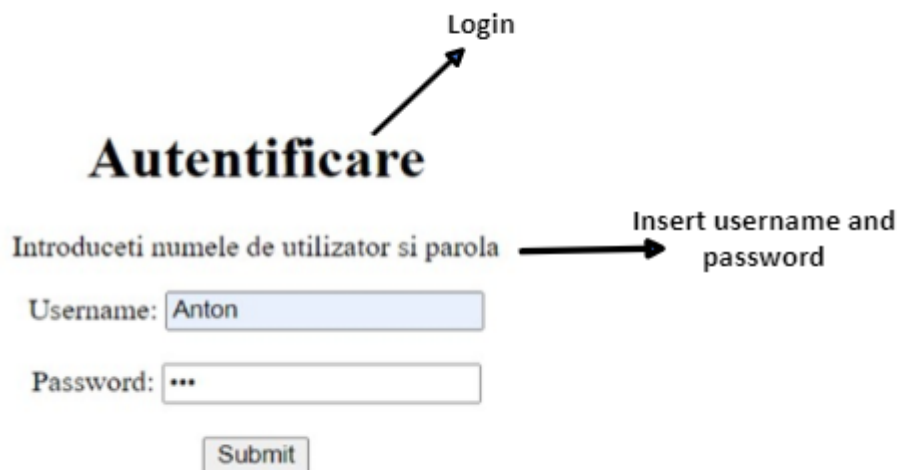 Login
Autentificare
Introduceti numele de utilizator si parola
Insert username and
password
Username: Anton
Password: •••
Submit